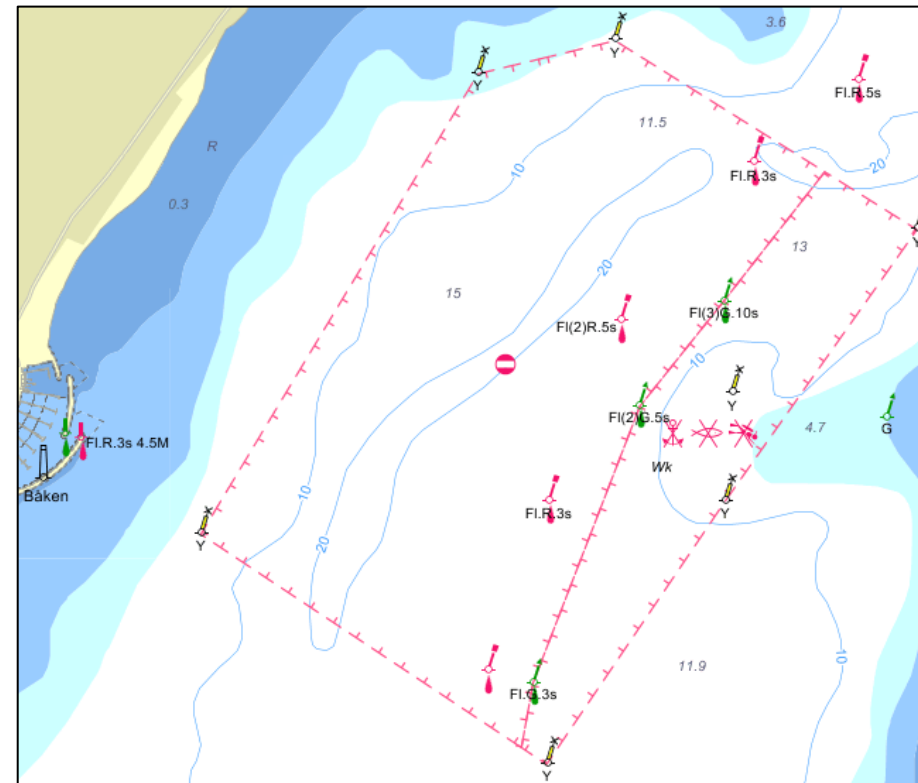 3.6
Y
Y
Fl.R.5s
11.5
R
10
20
Fl.R.3s
0.3
Y
13
20
15
Fl(3)G.10s
Fl(2)R.5s
10
Fl(2)G.5s
Y
4.7
G
Fl.R.3s 4.5M
Wk
Båken
10
Y
Fl.R.3s
Y
20
10
11.9
Fl.G.3s
Y